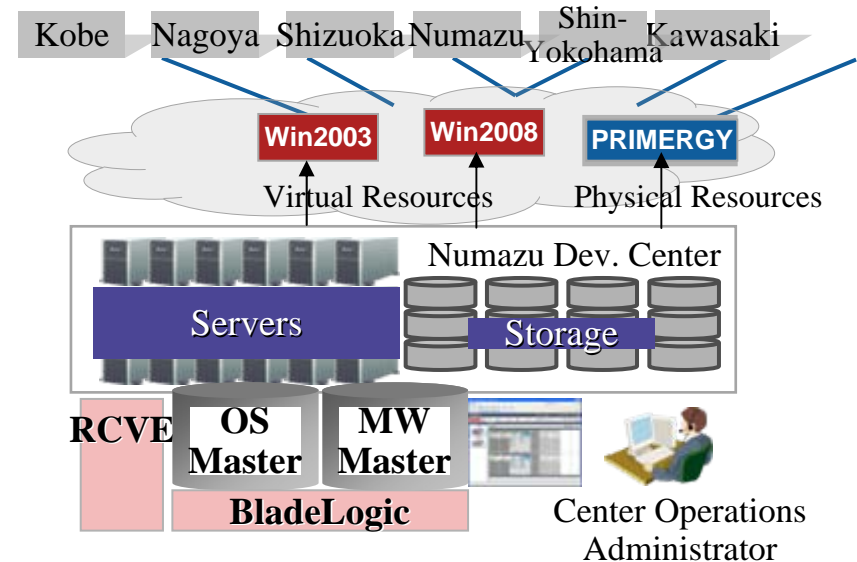 Kobe
Nagoya
Shizuoka
Numazu
Shin-
Yokohama
Kawasaki
Win2003
Win2008
PRIMERGY
Virtual Resources
Physical Resources
Numazu Dev. Center
Servers
Storage
RCVE
OS
Master
MW
Master
BladeLogic
Center Operations
Administrator